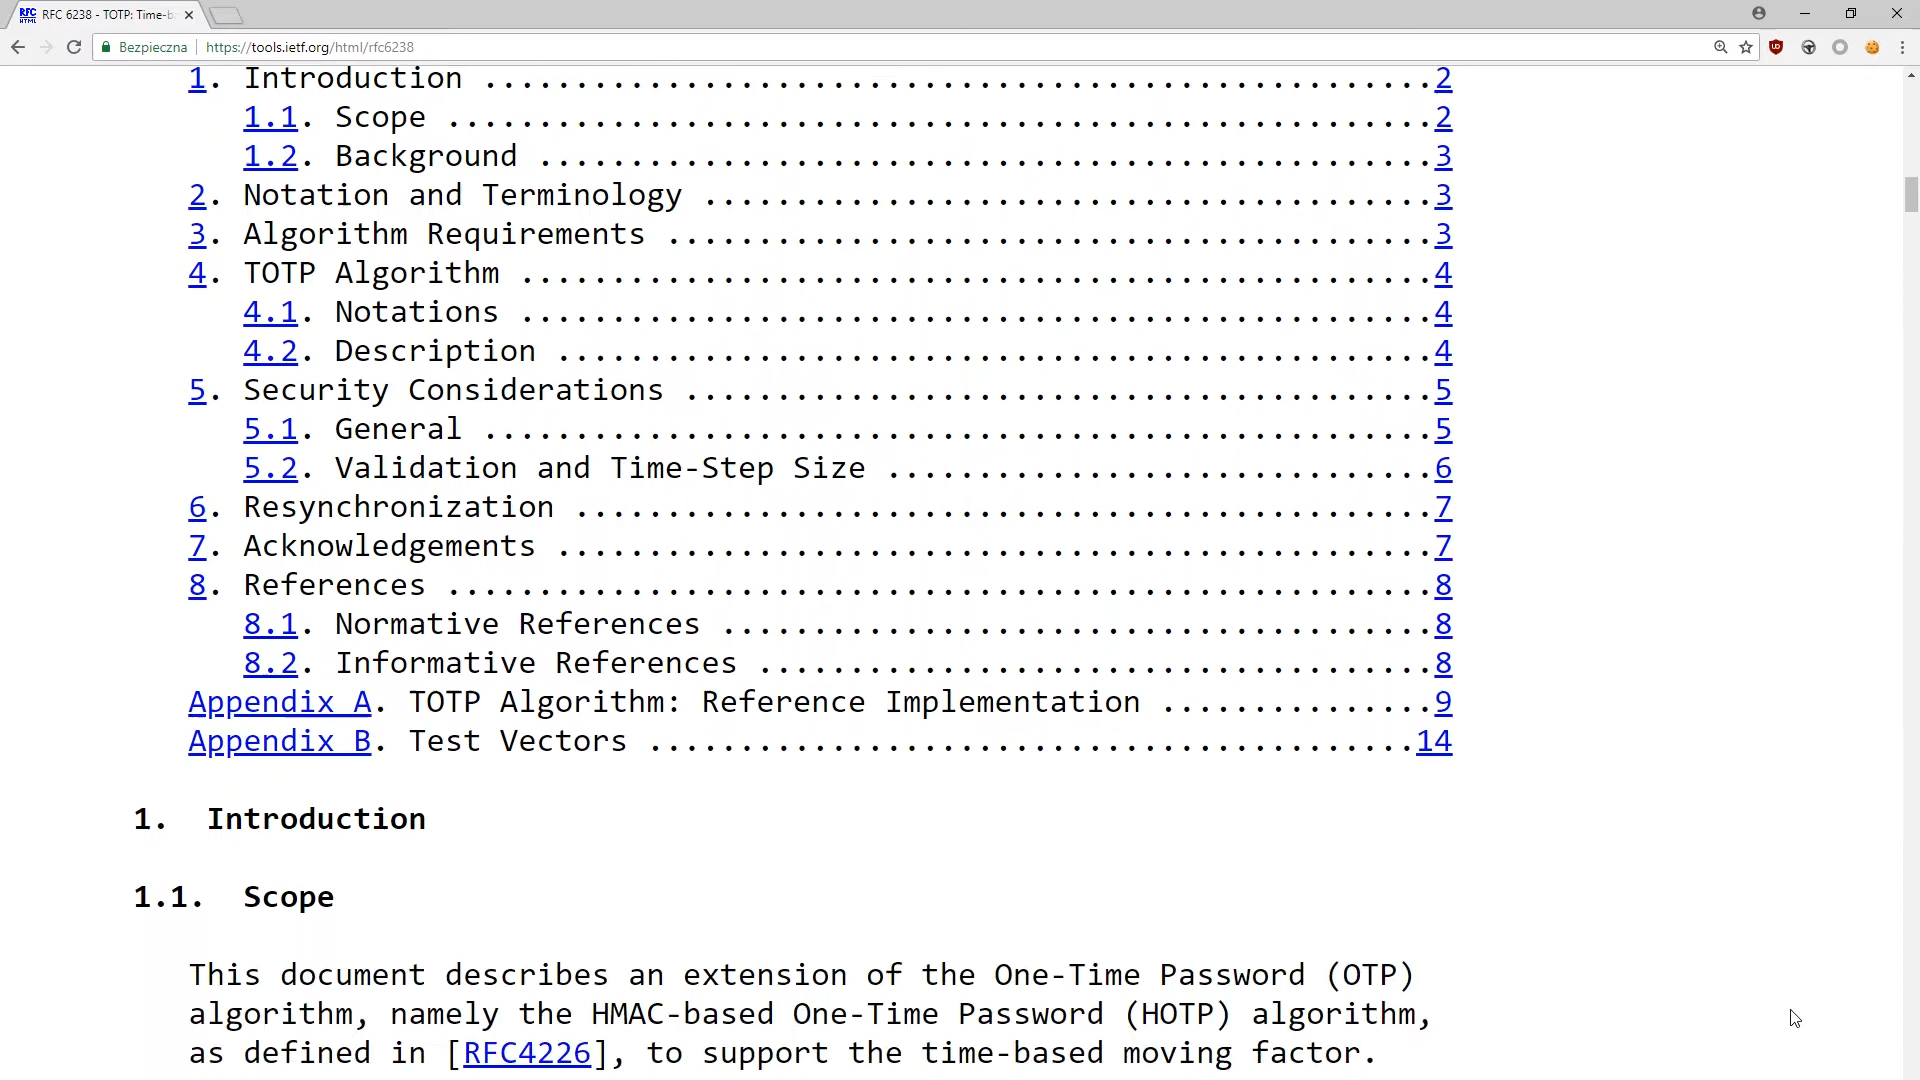 RFC 6238 - TOTP: Time-b
Bezpieczna https://tools.ietf.org/html/rfc6238
1. Introduction ....................................................2
1.1. Scope ......................................................2
1.2. Background .................................................3
2. Notation and Terminology ........................................3
3. Algorithm Requirements ..........................................3
4. TOTP Algorithm ..................................................4
4.1. Notations ..................................................4
4.2. Description ................................................4
5. Security Considerations .........................................5
5.1. General ....................................................5
5.2. Validation and Time-Step Size ..............................6
6. Resynchronization ...............................................7
7. Acknowledgements ................................................7
8. References ......................................................8
8.1. Normative References .......................................8
8.2. Informative References .....................................8
Appendix A. TOTP Algorithm: Reference Implementation ...............9
Appendix B. Test Vectors ..........................................14
1. Introduction
1.1. Scope
This document describes an extension of the One-Time Password (OTP)
algorithm, namely the HMAC-based One-Time Password (HOTP) algorithm,
as defined in [RFC4226], to support the time-based moving factor.